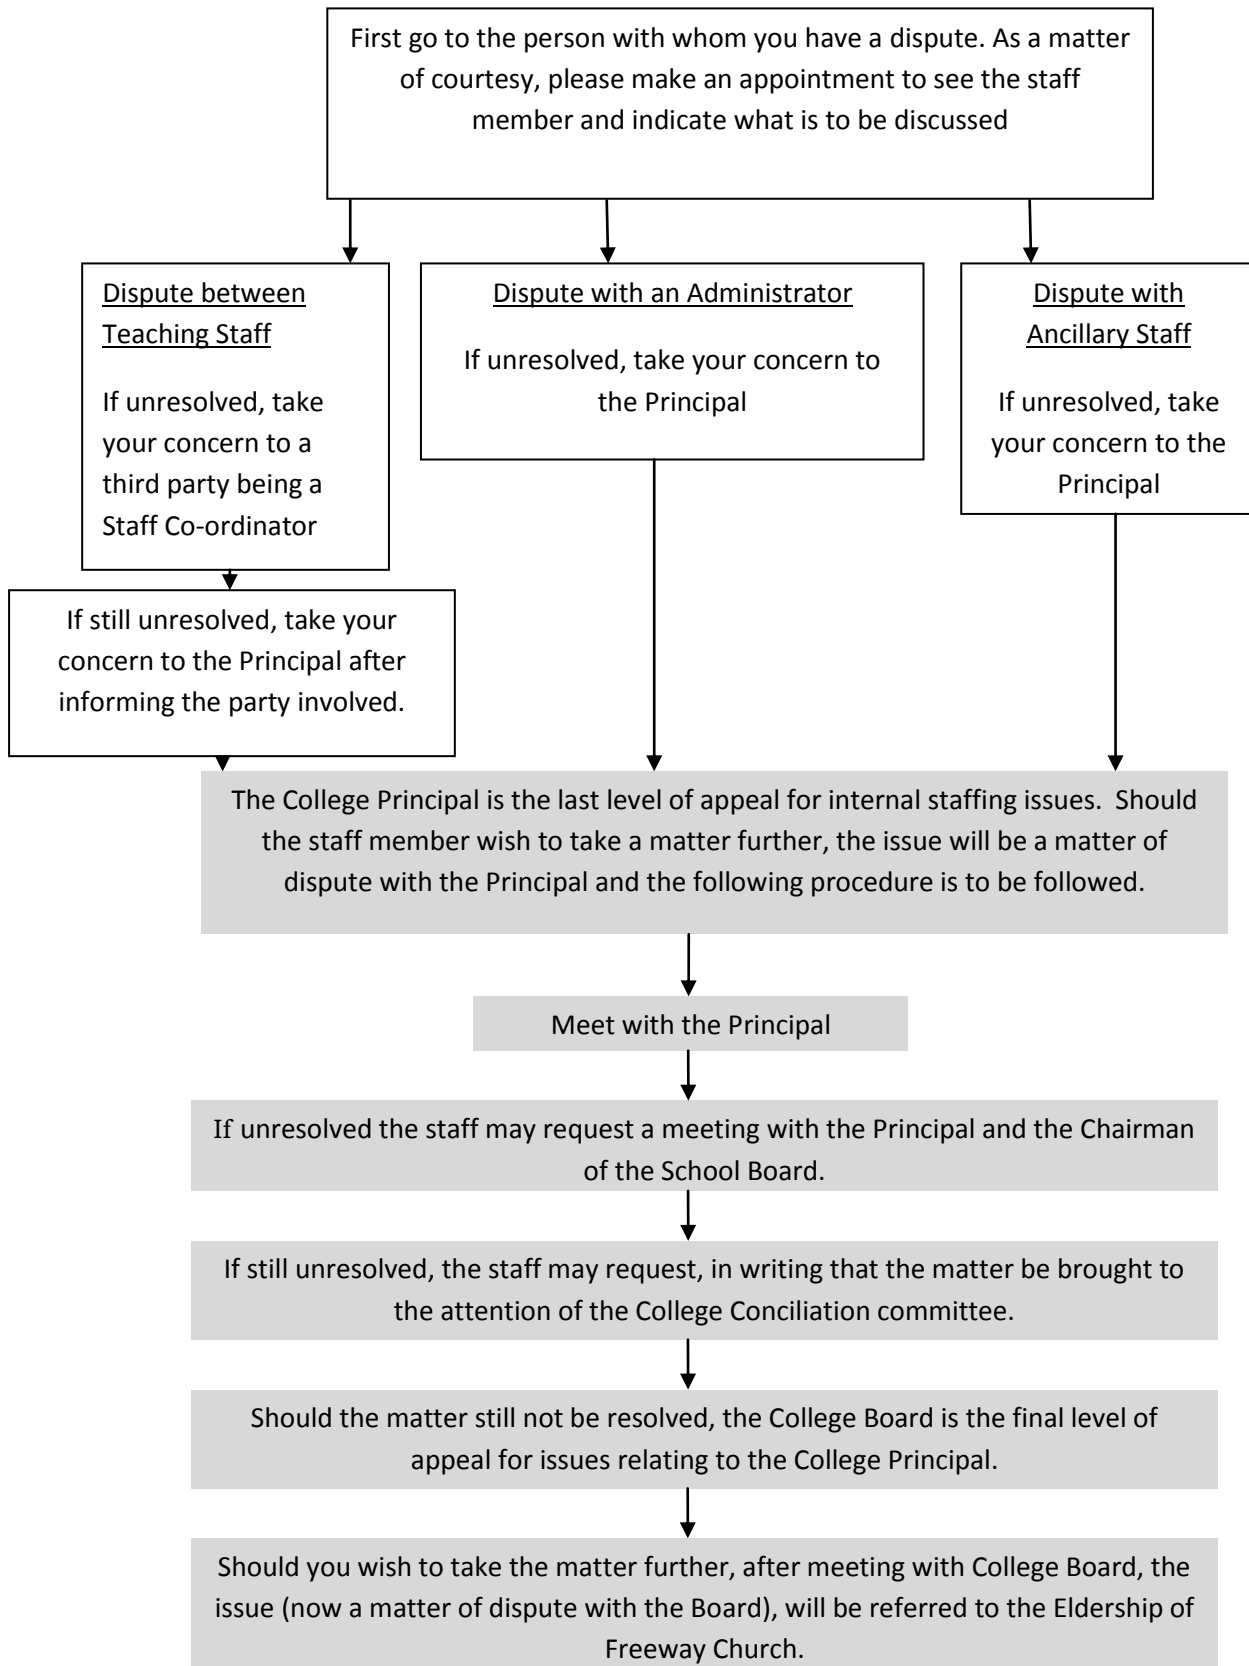 First go to the person with whom you have a dispute. As a matter
of courtesy, please make an appointment to see the staff
member and indicate what is to be discussed
Dispute between
Teaching Staff
If unresolved, take
your concern to a
third party being a
Staff Co-ordinator
Dispute with an Administrator
If unresolved, take your concern to
the Principal
Dispute with
Ancillary Staff
If unresolved, take
your concern to the
Principal
If still unresolved, take your
concern to the Principal after
informing the party involved.
The College Principal is the last level of appeal for internal staffing issues.  Should
the staff member wish to take a matter further, the issue will be a matter of
dispute with the Principal and the following procedure is to be followed.
Meet with the Principal
If unresolved the staff may request a meeting with the Principal and the Chairman
of the School Board.
If still unresolved, the staff may request, in writing that the matter be brought to
the attention of the College Conciliation committee.
Should the matter still not be resolved, the College Board is the final level of
appeal for issues relating to the College Principal.
Should you wish to take the matter further, after meeting with College Board, the
issue (now a matter of dispute with the Board), will be referred to the Eldership of
Freeway Church.